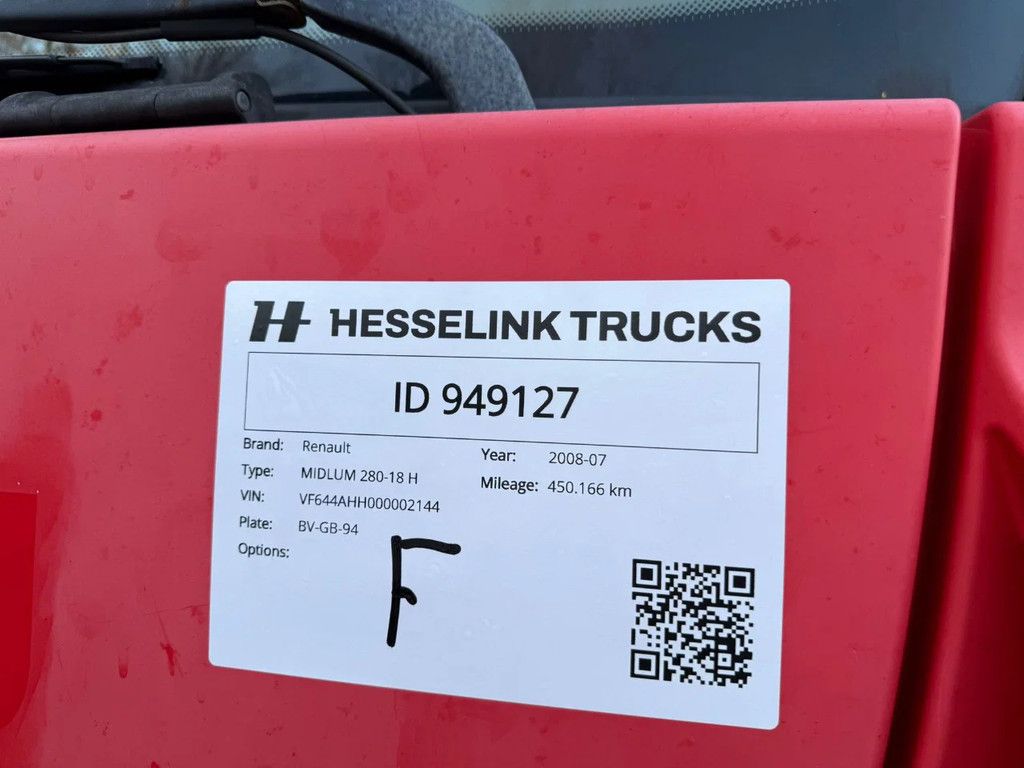 H HESSELINK TRUCKS
ID 949127
Brand: Renault
Type: MIDLUM 280-18 H
VIN: VF644AHH000002144
Plate: BV-GB-94
Options:
Year: 2008-07
Mileage: 450.166 km
F